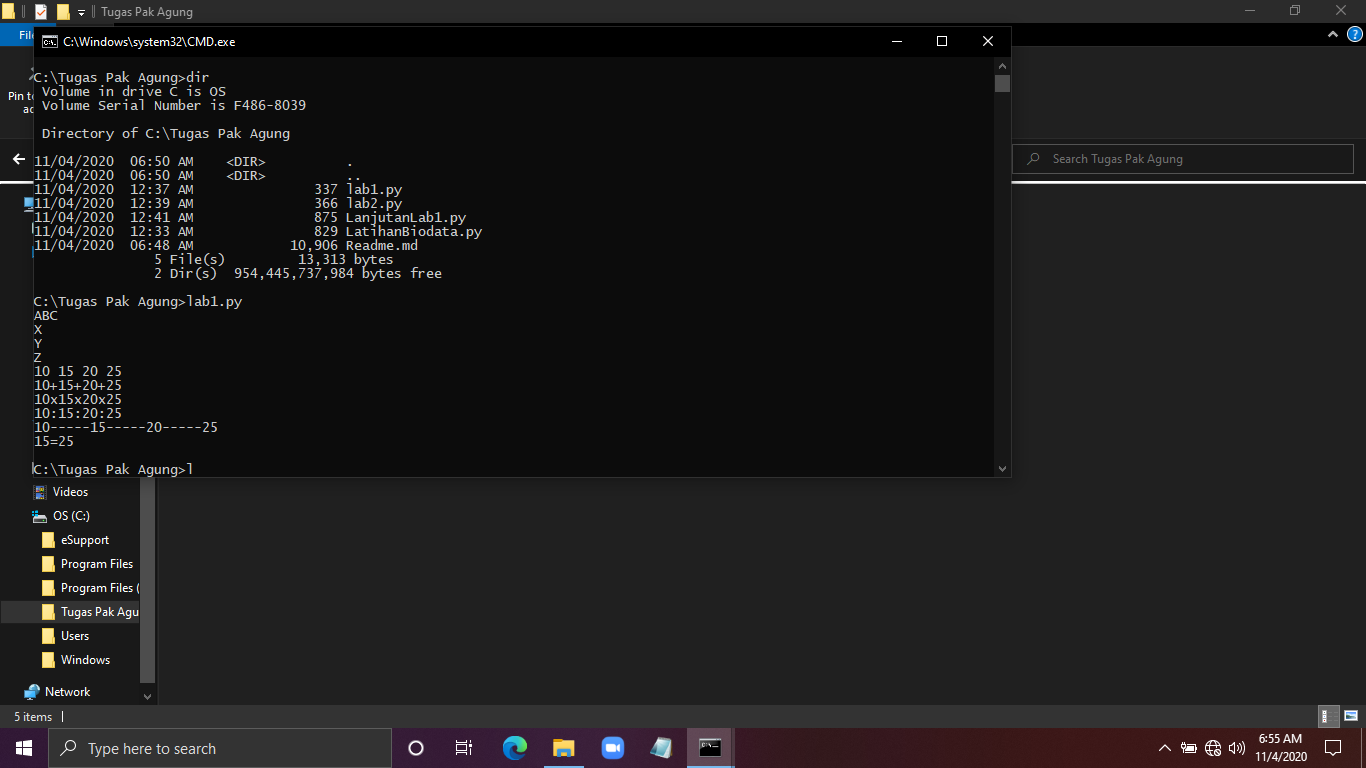 Tugas Pak Agung
Fil
C:\Windows\system32\CMD.exe
Pin t
ac
C:\Tugas Pak Agung>dir
Volume in drive C is OS
Volume Serial Number is F486-8039
Directory of C:\Tugas Pak Agung
11/04/2020  06:50 AM    <DIR>          .
11/04/2020  06:50 AM    <DIR>          ..
11/04/2020  12:37 AM               337 lab1.py
11/04/2020  12:39 AM               366 lab2.py
11/04/2020  12:41 AM               875 LanjutanLab1.py
11/04/2020  12:33 AM               829 LatihanBiodata.py
11/04/2020  06:48 AM            10,906 Readme.md
5 File(s)         13,313 bytes
2 Dir(s)  954,445,737,984 bytes free
C:\Tugas Pak Agung>lab1.py
ABC
X
Y
Z
10 15 20 25
10+15+20+25
10x15x20x25
10:15:20:25
10-----15-----20-----25
15=25
C:\Tugas Pak Agung>l
Search Tugas Pak Agung
Videos
OS (C:)
eSupport
Program Files
Program Files (
Tugas Pak Agu
Users
Windows
Network
5 items
Type here to search
6:55 AM
11/4/2020